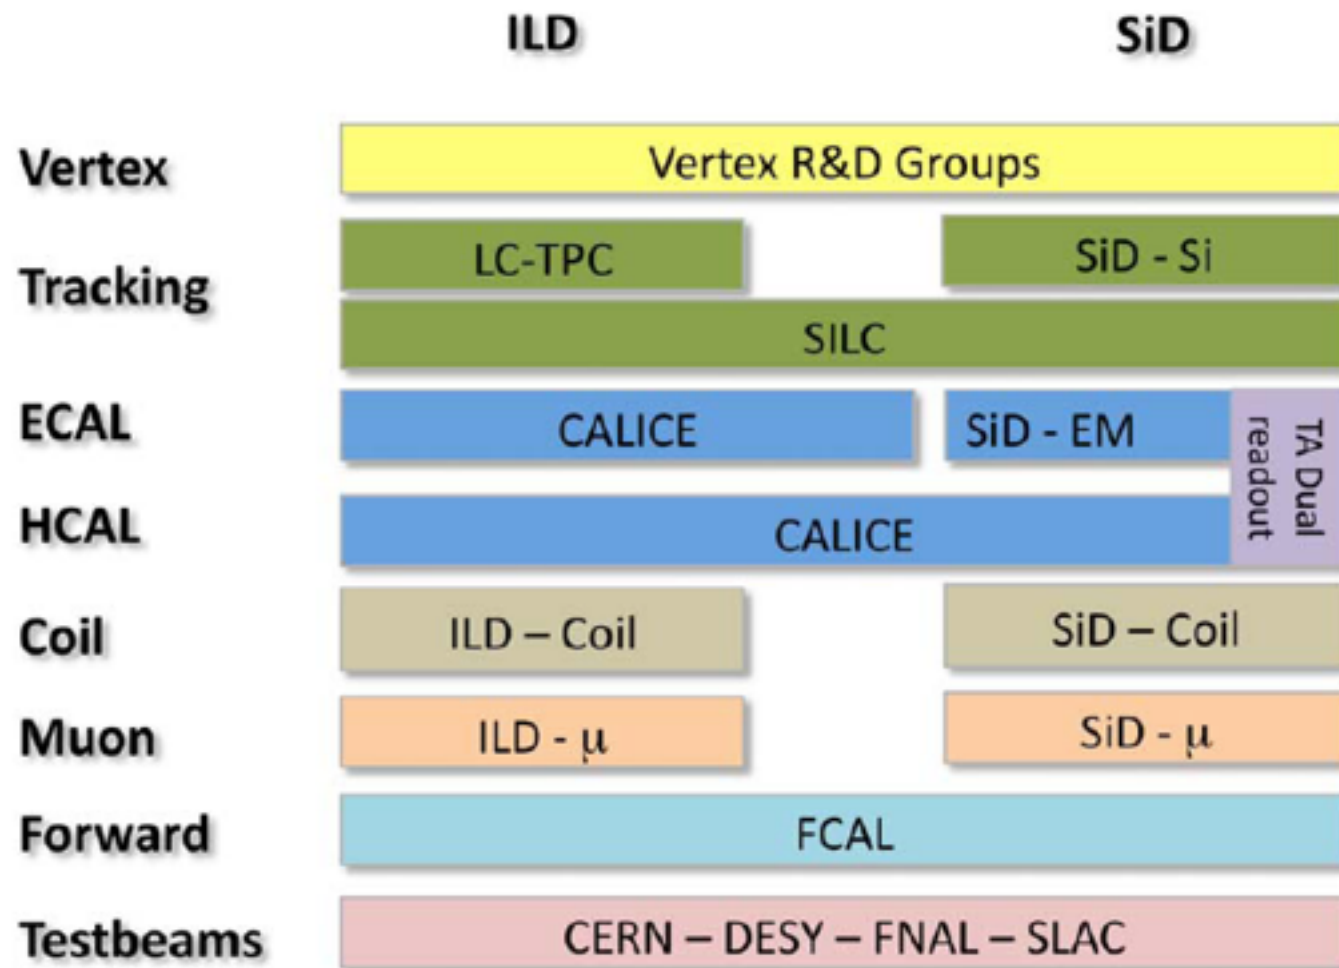 ILD SiD
Vertex Vertex R&D Groups
Tracking LC-TPC SiD - Si
SILC
ECAL CALICE SiD - EM TA Dual readout
HCAL CALICE
Coil ILD – Coil SiD – Coil
Muon ILD - μ SiD - μ
Forward FCAL
Testbeams CERN – DESY – FNAL – SLAC